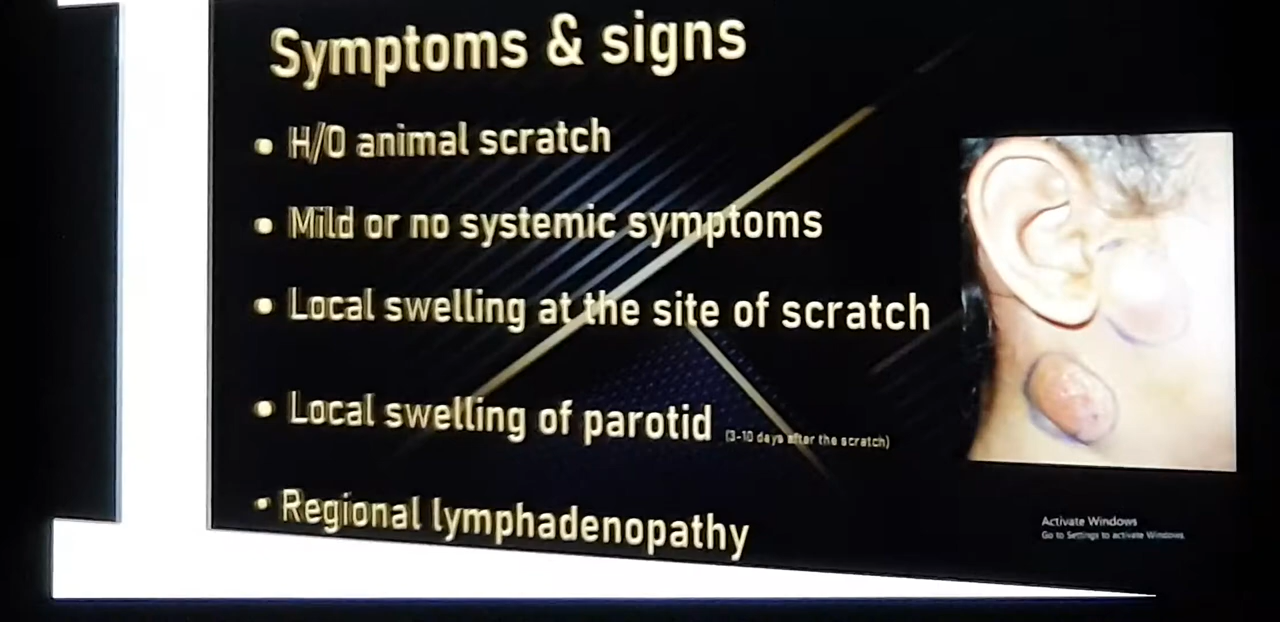 Symptoms & signs
• H/O animal scratch
• Mild or no systemic symptoms
• Local swelling at the site of scratch
• Local swelling of parotid (3-10 days after the scratch)
• Regional lymphadenopathy
Activate Windows
Go to Settings to activate Windows.